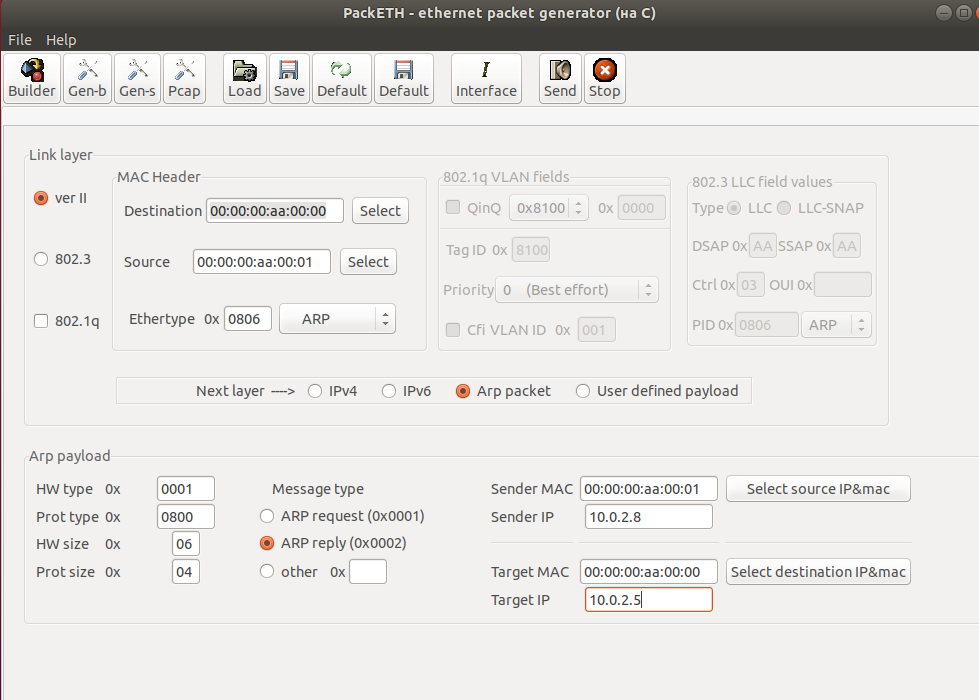 PackETH - ethernet packet generator (на C)
File Help
Builder Gen-b Gen-s Pcap Load Save Default Default Interface Send Stop
Link layer
ver II
802.3
802.1q
MAC Header
Destination 00:00:00:aa:00:00 Select
Source 00:00:00:aa:00:01 Select
Ethertype 0x 0806 ARP
802.1q VLAN fields
QinQ 0x8100 0x 0000
Tag ID 0x 8100
Priority 0 (Best effort)
Cfi VLAN ID 0x 001
802.3 LLC field values
Type LLC LLC-SNAP
DSAP 0x AA SSAP 0x AA
Ctrl 0x 03 OUI 0x
PID 0x 0806 ARP
Next layer ----> IPv4 IPv6 Arp packet User defined payload
Arp payload
HW type 0x 0001
Prot type 0x 0800
HW size 0x 06
Prot size 0x 04
Message type
ARP request (0x0001)
ARP reply (0x0002)
other 0x
Sender MAC 00:00:00:aa:00:01 Select source IP&mac
Sender IP 10.0.2.8
Target MAC 00:00:00:aa:00:00 Select destination IP&mac
Target IP 10.0.2.5